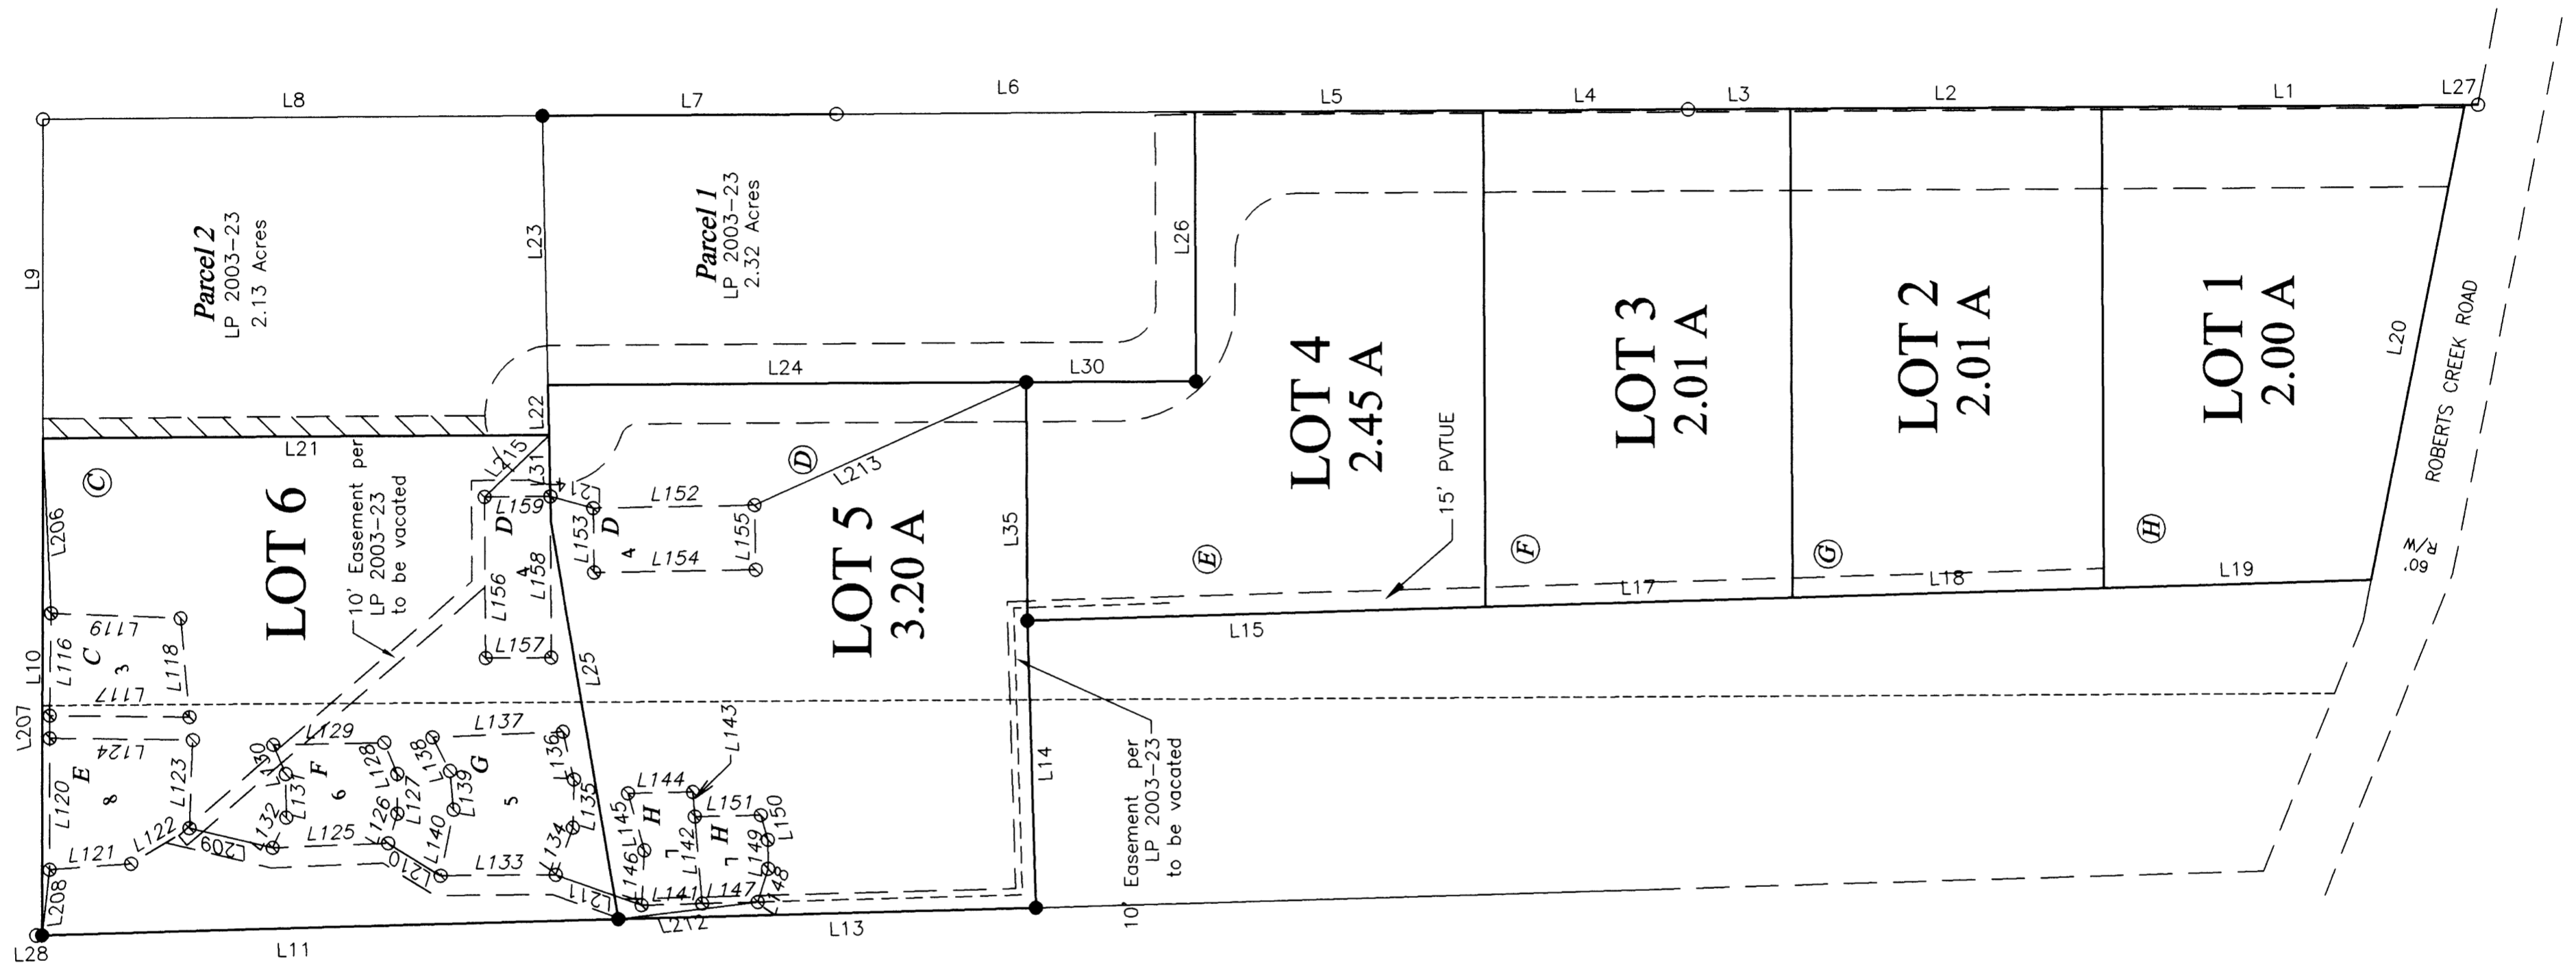 L8
L7
L6
L5
L4
L3
L2
L1
L27
L9
Parcel 2
LP 2003-23
2.13 Acres
L23
Parcel 1
LP 2003-23
2.32 Acres
L26
L24
L30
L22
L21
L20
ROBERTS CREEK ROAD
60'
R/W
LOT 1
2.00 A
LOT 2
2.01 A
LOT 3
2.01 A
LOT 4
2.45 A
LOT 5
3.20 A
LOT 6
10' Easement per
LP 2003-23
to be vacated
15' PVTUE
C
D
E
F
G
H
L206
L215
L31
L159
214
L152
L213
L153
D
4
L154
L155
D
4
L156
L158
L157
L25
L35
L15
L17
L18
L19
L10
L119
L116
C
3
L118
L117
L207
L124
E
8
L120
L123
L121
L122
L208
L209
L28
L11
L129
L130
F
6
L131
L132
L128
L127
L126
L125
L210
L137
L138
G
5
L139
L140
L136
L135
L134
L133
L211
L143
L144
L145
H
7
L146
L142
L141
L151
H
7
L150
L149
L148
L147
L212
L13
L14
10' Easement per
LP 2003-23
to be vacated